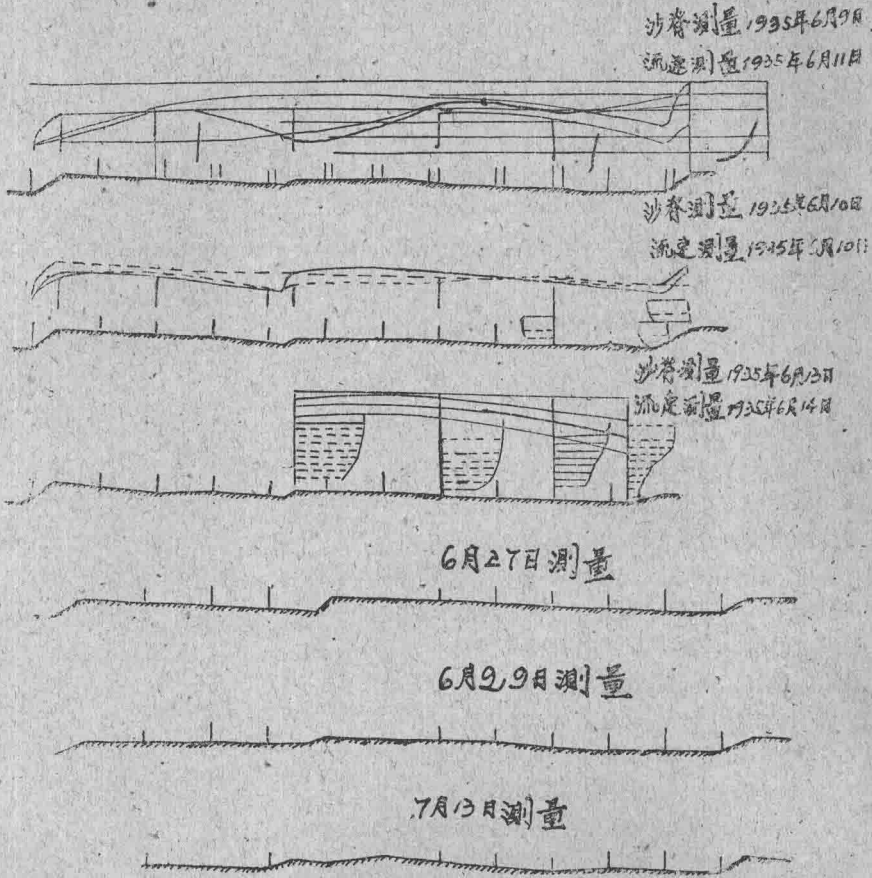 沙脊测量 1935年6月9日
流速测量 1935年6月11日
沙脊测量 1935年6月10日
流速测量 1935年6月10日
沙脊测量 1935年6月13日
流速测量 1935年6月14日
6月27日测量
6月29日测量
7月13日测量